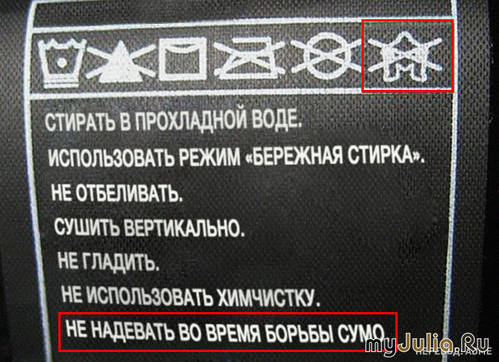 СТИРАТЬ В ПРОХЛАДНОЙ ВОДЕ.
ИСПОЛЬЗОВАТЬ РЕЖИМ «БЕРЕЖНАЯ СТИРКА».
НЕ ОТБЕЛИВАТЬ.
СУШИТЬ ВЕРТИКАЛЬНО.
НЕ ГЛАДИТЬ.
НЕ ИСПОЛЬЗОВАТЬ ХИМЧИСТКУ.
НЕ НАДЕВАТЬ ВО ВРЕМЯ БОРЬБЫ СУМО.
myJulia.Ru